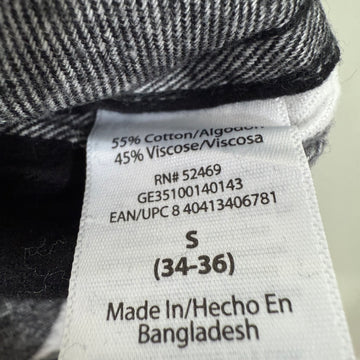 55% Cotton/Algodón
45% Viscose/Viscosa
RN# 52469
GE35100140143
EAN/UPC 8 40413406781
S
(34-36)
Made In/Hecho En
Bangladesh